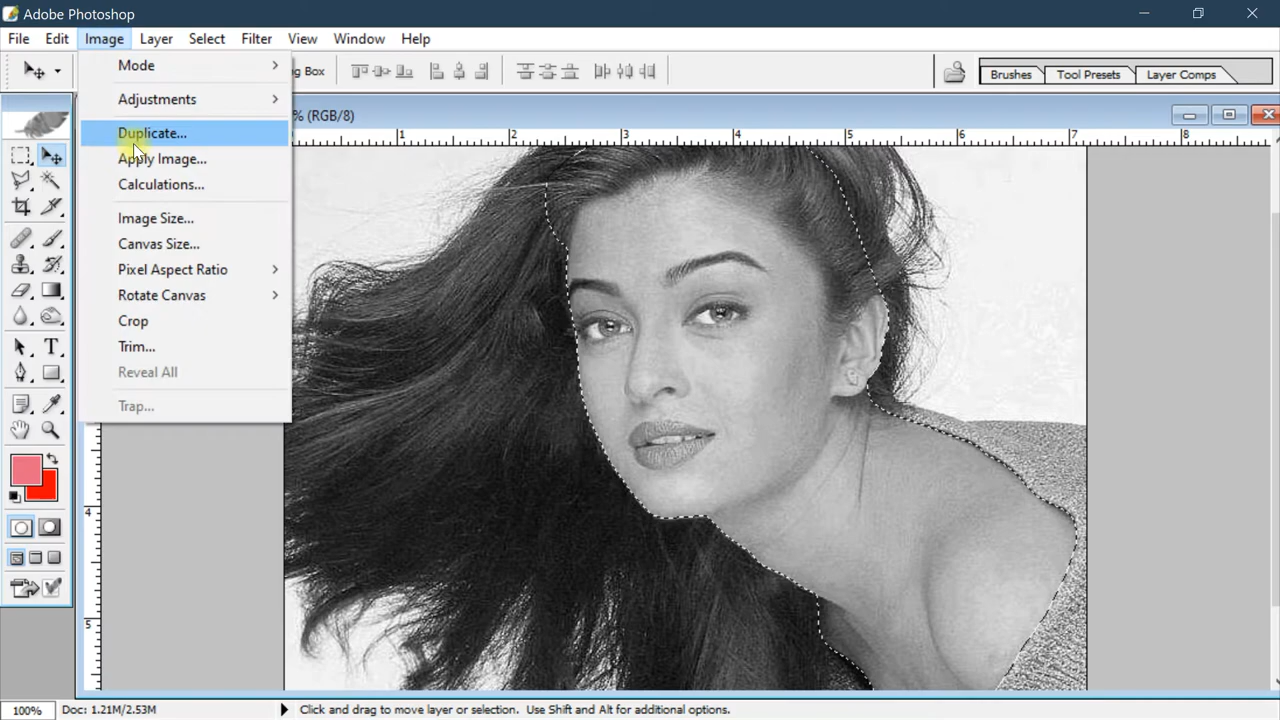 Adobe Photoshop
File Edit Image Layer Select Filter View Window Help
ng Box
Brushes Tool Presets Layer Comps
Mode
Adjustments
Duplicate...
Apply Image...
Calculations...
Image Size...
Canvas Size...
Pixel Aspect Ratio
Rotate Canvas
Crop
Trim...
Reveal All
Trap...
% (RGB/8)
1 2 3 4 5 6 7 8
4
5
100% Doc: 1.21M/2.53M Click and drag to move layer or selection. Use Shift and Alt for additional options.